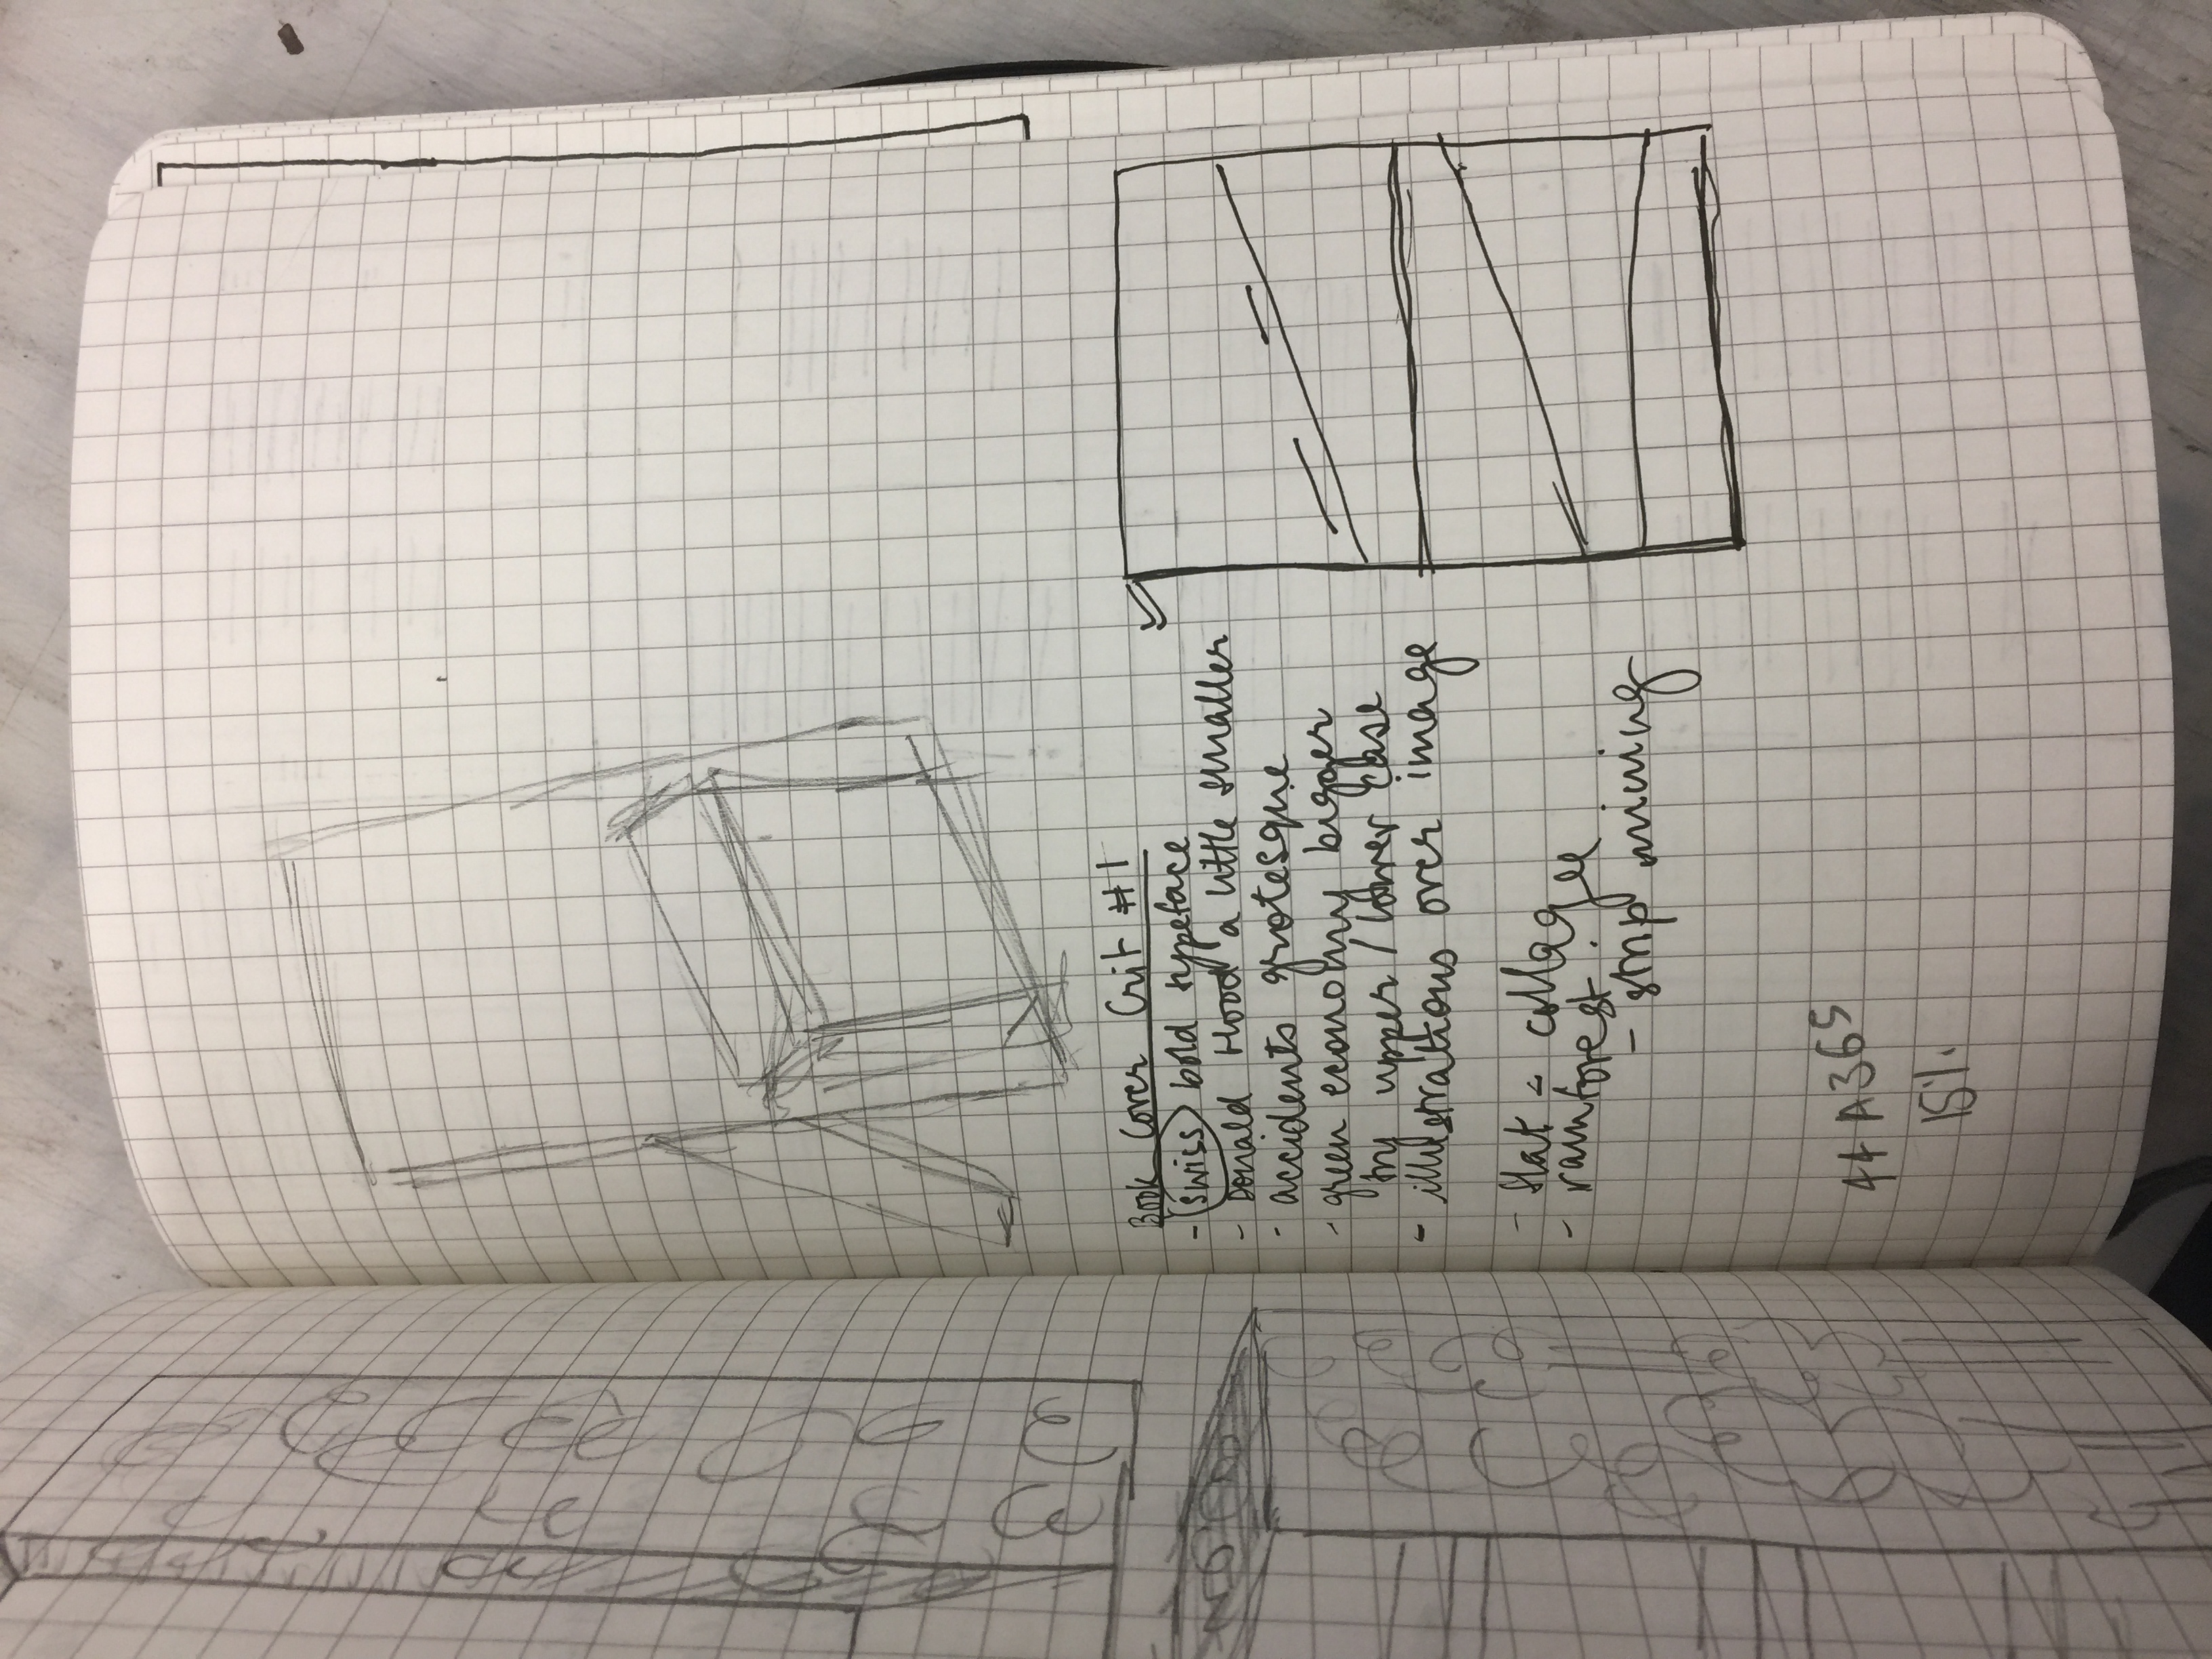 Book Cover Crit #1
- swiss bold typeface
- Donald Hood a little smaller
- accidents grotesque
- green economy bigger
try upper / lower case
- illustrations over image
- flat - collage
- rainforest
- strip mining
44 A365
15%